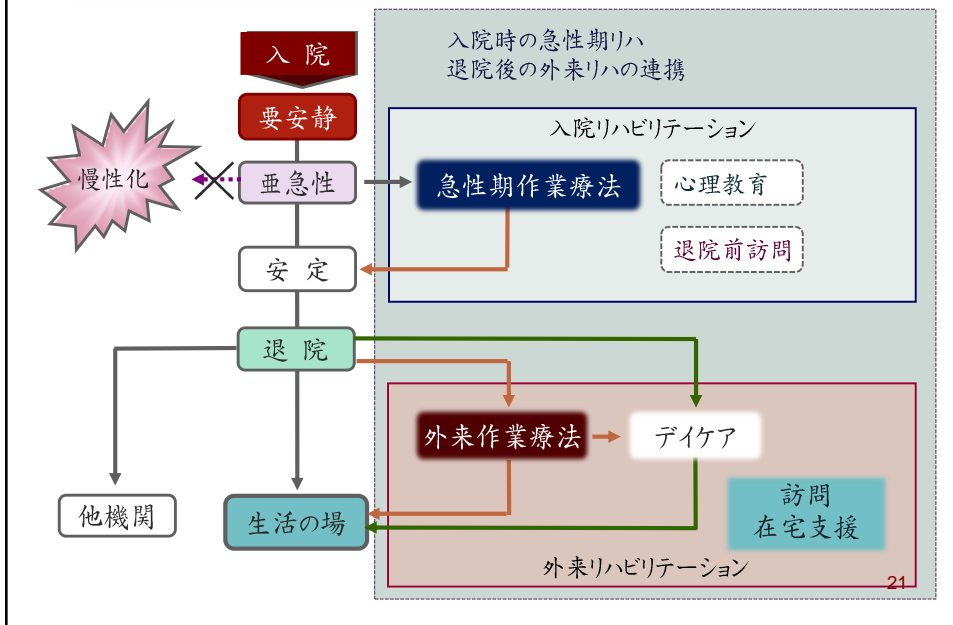 入 院
入院時の急性期リハ
退院後の外来リハの連携
要安静
入院リハビリテーション
慢性化
亜急性
急性期作業療法
心理教育
退院前訪問
安 定
退 院
外来作業療法
デイケア
他機関
生活の場
訪問
在宅支援
外来リハビリテーション
21